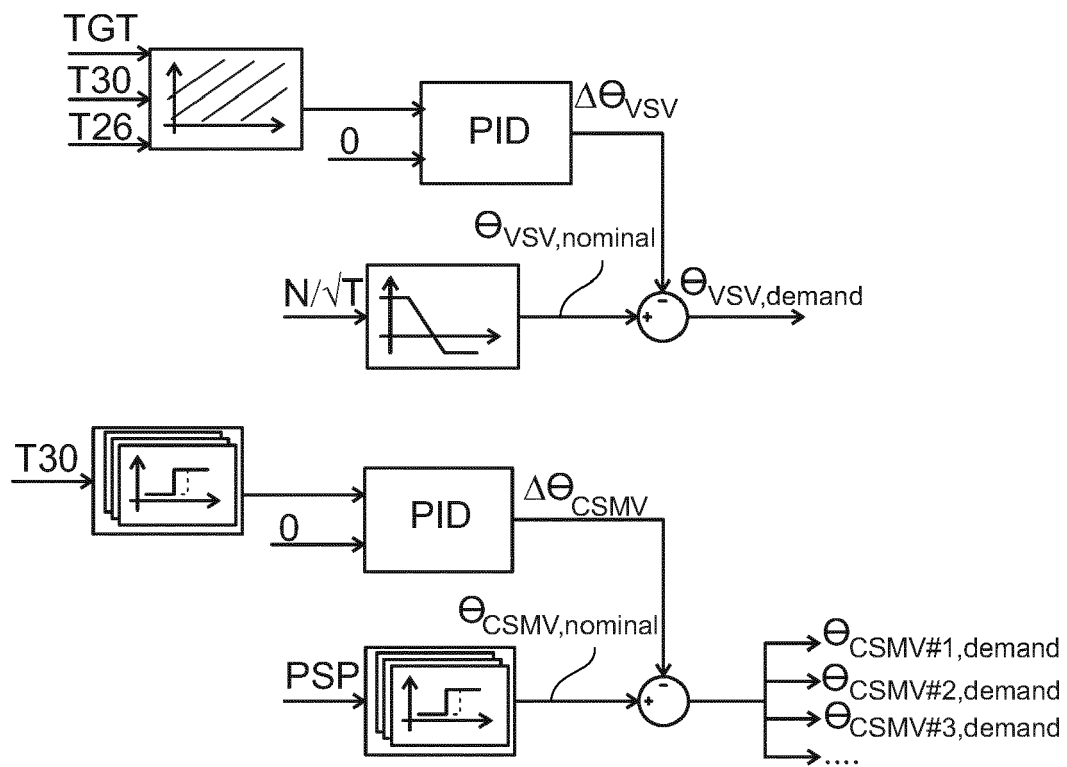 TGT
T30
T26
0
PID
ΔΘVSV
ΘVSV,nominal
N/√T
-
+
ΘVSV,demand
T30
0
PID
ΔΘCSMV
ΘCSMV,nominal
PSP
-
+
ΘCSMV#1,demand
ΘCSMV#2,demand
ΘCSMV#3,demand
....